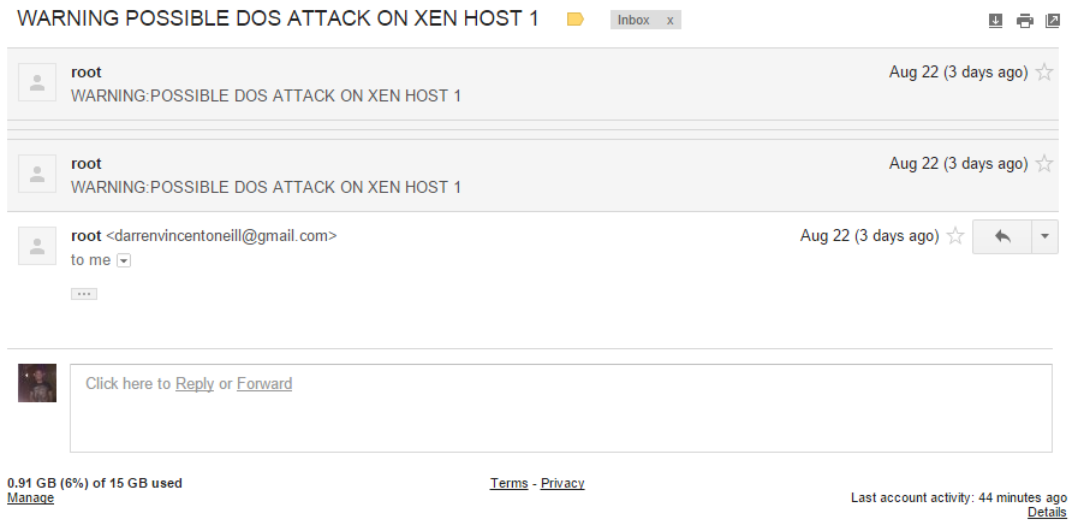 WARNING POSSIBLE DOS ATTACK ON XEN HOST 1 Inbox x
root Aug 22 (3 days ago)
WARNING:POSSIBLE DOS ATTACK ON XEN HOST 1
root Aug 22 (3 days ago)
WARNING:POSSIBLE DOS ATTACK ON XEN HOST 1
root <darrenvincentoneill@gmail.com> Aug 22 (3 days ago)
to me
Click here to Reply or Forward
0.91 GB (6%) of 15 GB used
Manage
Terms - Privacy
Last account activity: 44 minutes ago
Details